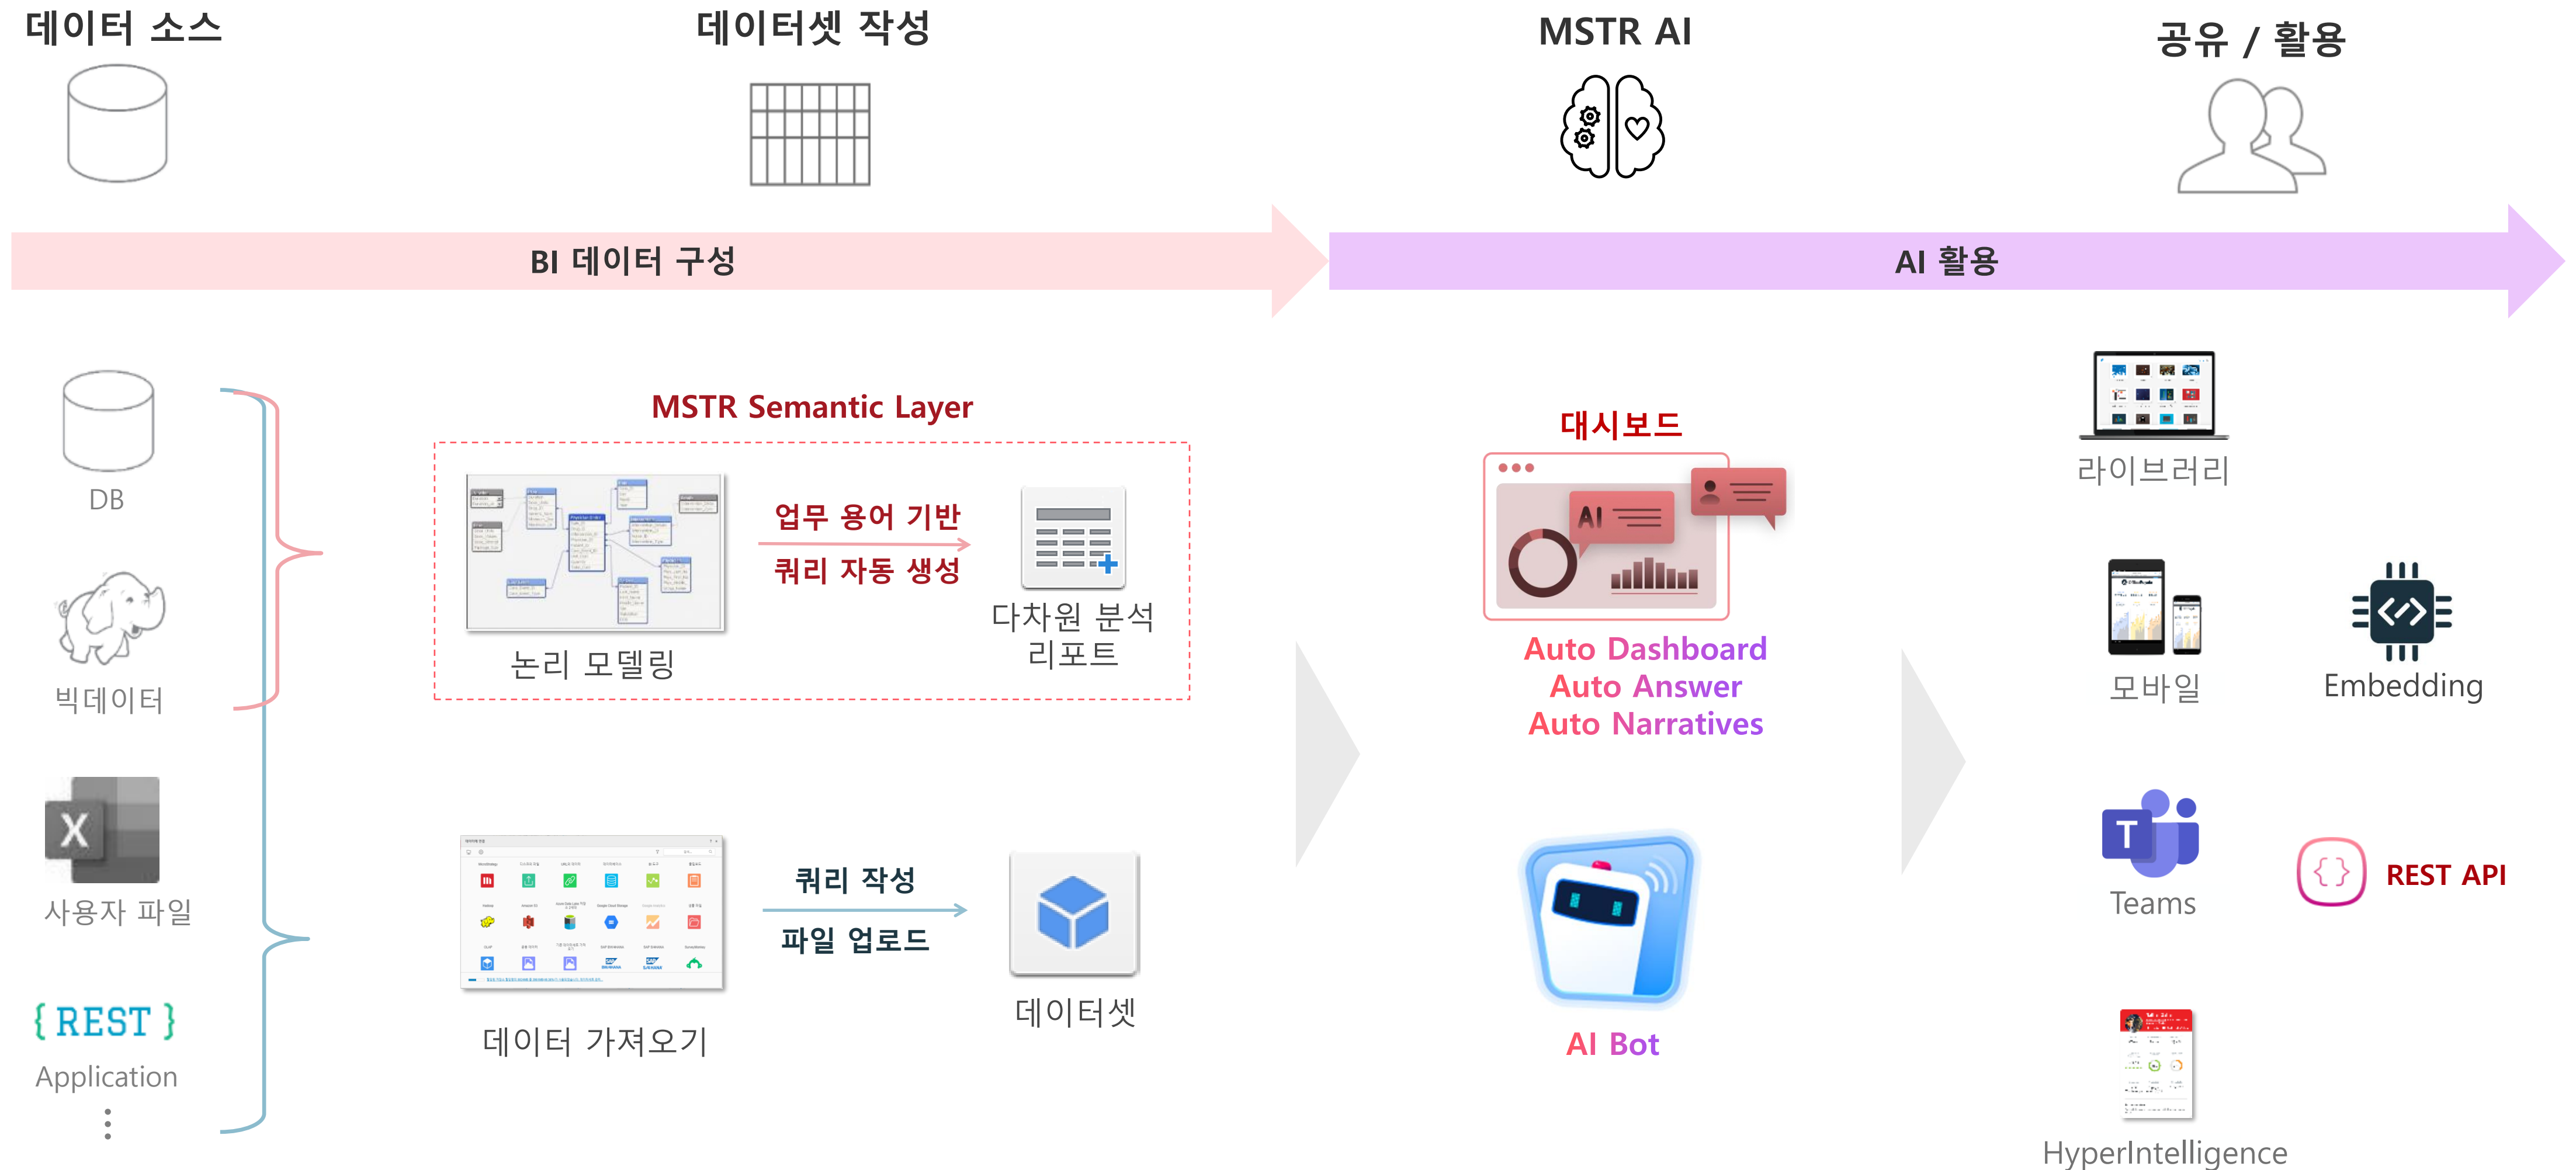 데이터 소스
데이터셋 작성
MSTR AI
공유 / 활용
BI 데이터 구성
AI 활용
DB
빅데이터
X
사용자 파일
{ REST }
Application
MSTR Semantic Layer
논리 모델링
업무 용어 기반
쿼리 자동 생성
다차원 분석
리포트
데이터 가져오기
쿼리 작성
파일 업로드
데이터셋
대시보드
AI
Auto Dashboard
Auto Answer
Auto Narratives
AI Bot
라이브러리
모바일
Embedding
T
Teams
REST API
HyperIntelligence